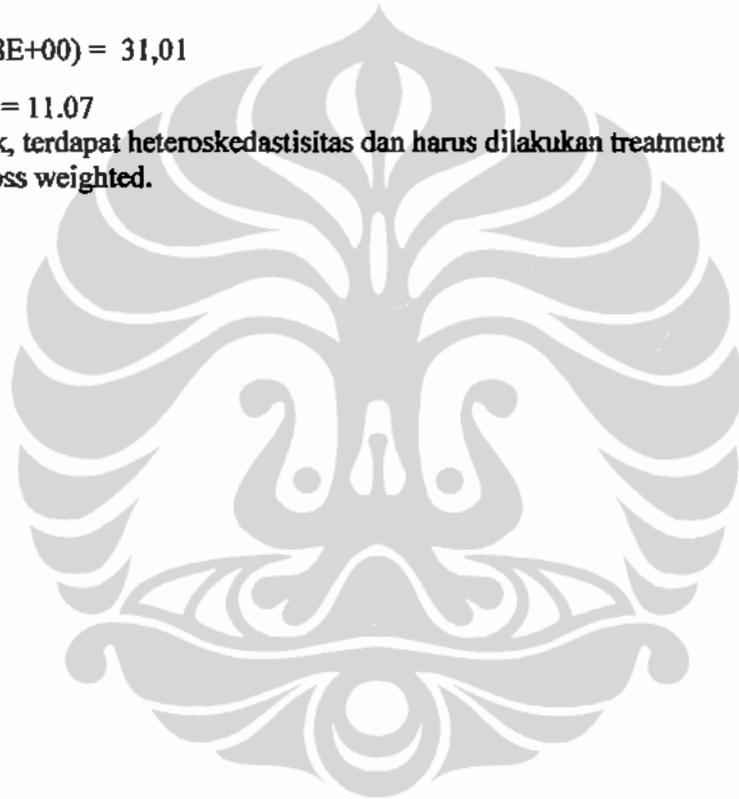 3E+00) = 31,01
= 11.07
k, terdapat heteroskedastisitas dan harus dilakukan treatment
oss weighted.